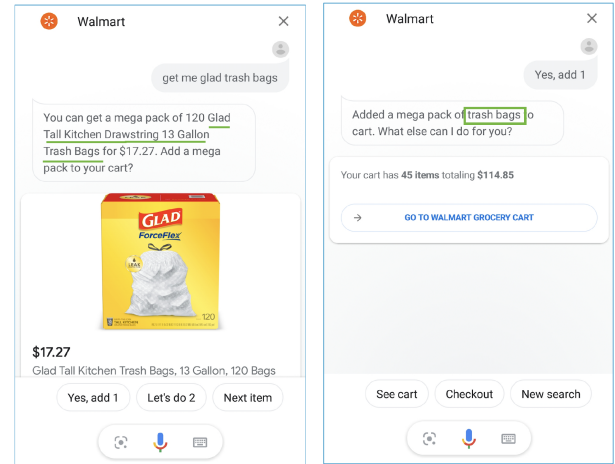 Walmart
get me glad trash bags
You can get a mega pack of 120 Glad
Tall Kitchen Drawstring 13 Gallon
Trash Bags for $17.27. Add a mega
pack to your cart?
GLAD
ForceFlex
LEAK
TALL KITCHEN
120
$17.27
Glad Tall Kitchen Trash Bags, 13 Gallon, 120 Bags
Yes, add 1
Let's do 2
Next item
Walmart
Yes, add 1
Added a mega pack of trash bags o
cart. What else can I do for you?
Your cart has 45 items totaling $114.85
GO TO WALMART GROCERY CART
See cart
Checkout
New search